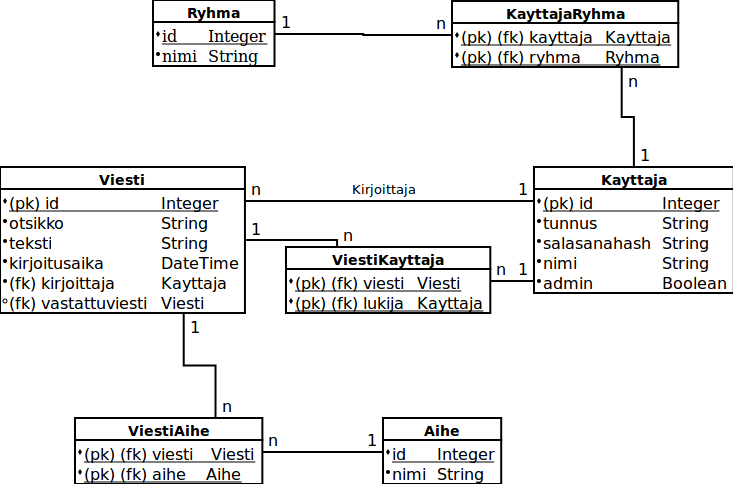 Ryhma
id Integer
nimi String
1
n
KayttajaRyhma
(pk) (fk) kayttaja Kayttaja
(pk) (fk) ryhma Ryhma
n
1
Viesti
(pk) id Integer
otsikko String
teksti String
kirjoitusaika DateTime
(fk) kirjoittaja Kayttaja
(fk) vastattuviesti Viesti
n
Kirjoittaja
1
Kayttaja
(pk) id Integer
tunnus String
salasanahash String
nimi String
admin Boolean
1
n
ViestiKayttaja
(pk) (fk) viesti Viesti
(pk) (fk) lukija Kayttaja
n
1
1
n
ViestiAihe
(pk) (fk) viesti Viesti
(pk) (fk) aihe Aihe
n
1
Aihe
id Integer
nimi String